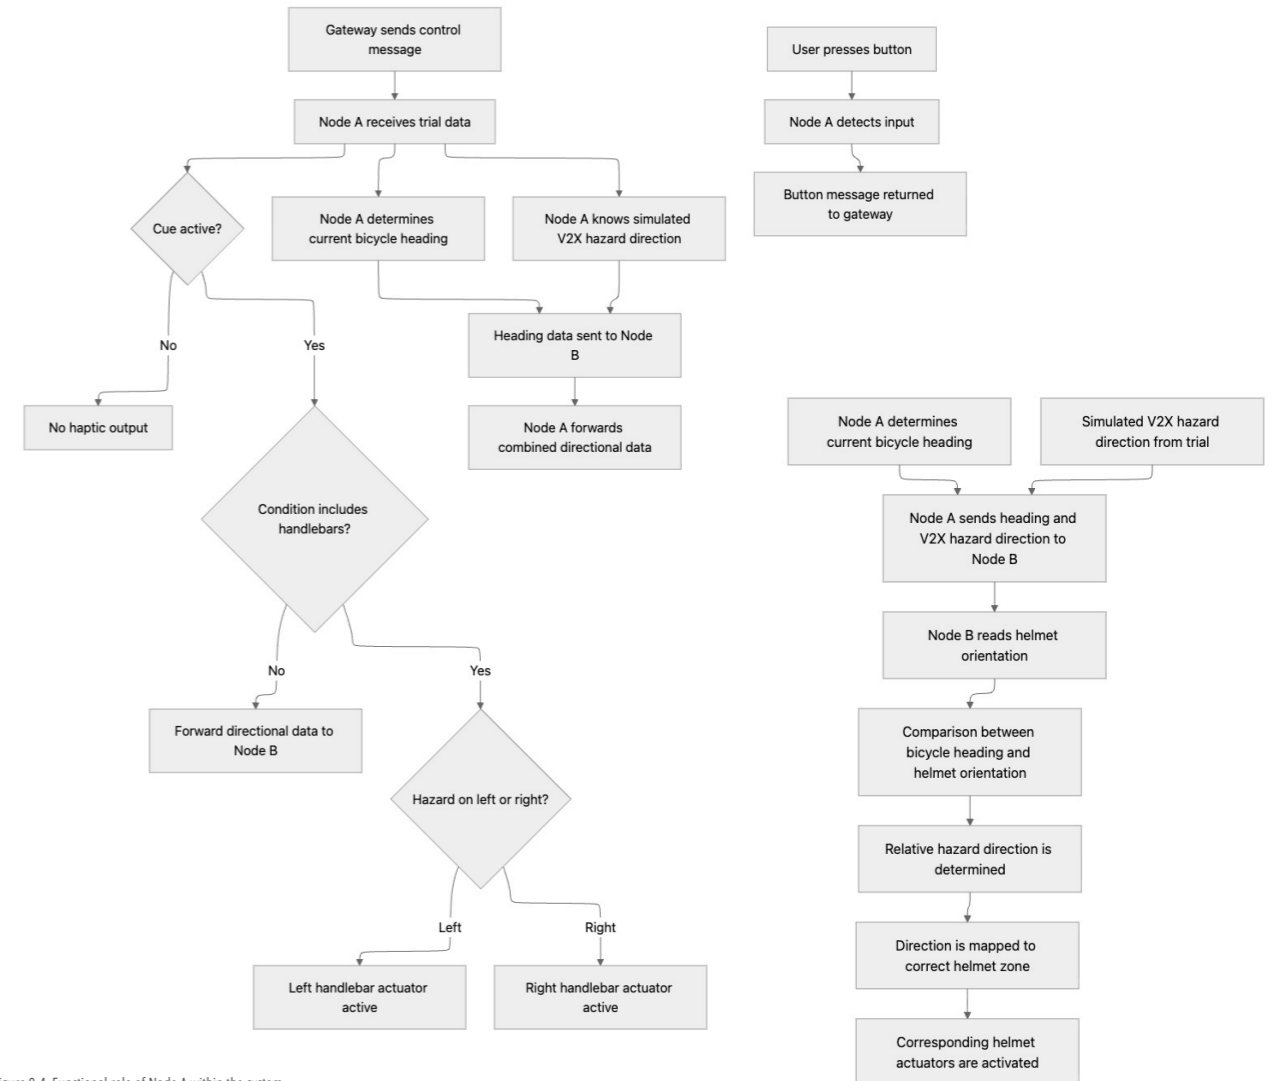 Gateway sends control
message
Node A receives trial data
Cue active?
Node A determines
current bicycle heading
Node A knows simulated
V2X hazard direction
No
Yes
Heading data sent to Node
B
No haptic output
Node A forwards
combined directional data
Condition includes
handlebars?
No
Yes
Forward directional data to
Node B
Hazard on left or right?
Left
Right
Left handlebar actuator
active
Right handlebar actuator
active
User presses button
Node A detects input
Button message returned
to gateway
Node A determines
current bicycle heading
Simulated V2X hazard
direction from trial
Node A sends heading and
V2X hazard direction to
Node B
Node B reads helmet
orientation
Comparison between
bicycle heading and
helmet orientation
Relative hazard direction is
determined
Direction is mapped to
correct helmet zone
Corresponding helmet
actuators are activated